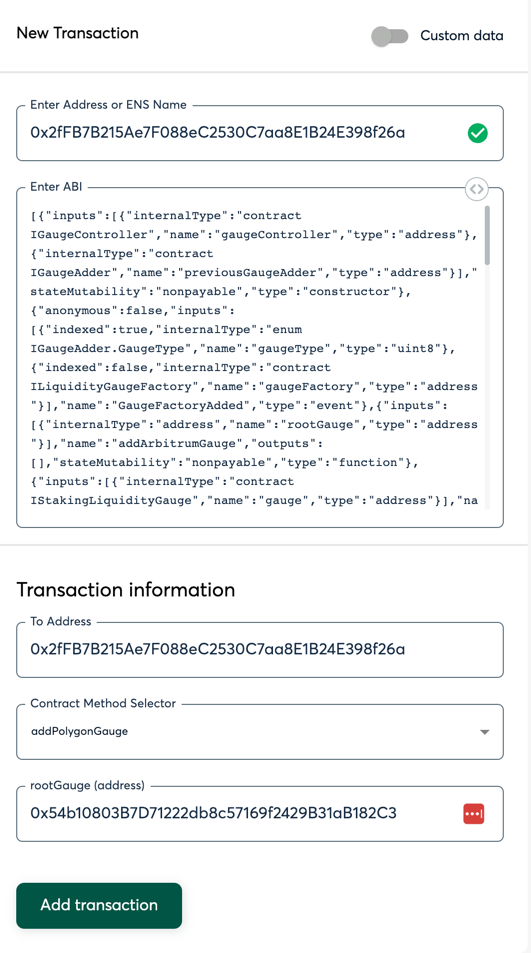 New Transaction
Custom data
Enter Address or ENS Name
0x2fFB7B215Ae7F088eC2530C7aa8E1B24E398f26a
Enter ABI
[{"inputs":[{"internalType":"contract
IGaugeController","name":"gaugeController","type":"address"},
{"internalType":"contract
IGaugeAdder","name":"previousGaugeAdder","type":"address"}],"
stateMutability":"nonpayable","type":"constructor"},
{"anonymous":false,"inputs":
[{"indexed":true,"internalType":"enum
IGaugeAdder.GaugeType","name":"gaugeType","type":"uint8"},
{"indexed":false,"internalType":"contract
ILiquidityGaugeFactory","name":"gaugeFactory","type":"address
"}],"name":"GaugeFactoryAdded","type":"event"},{"inputs":
[{"internalType":"address","name":"rootGauge","type":"address
"}],"name":"addArbitrumGauge","outputs":
[],"stateMutability":"nonpayable","type":"function"},
{"inputs":[{"internalType":"contract
IStakingLiquidityGauge","name":"gauge","type":"address"}],"na
Transaction information
To Address
0x2fFB7B215Ae7F088eC2530C7aa8E1B24E398f26a
Contract Method Selector
addPolygonGauge
rootGauge (address)
0x54b10803B7D71222db8c57169f2429B31aB182C3
Add transaction